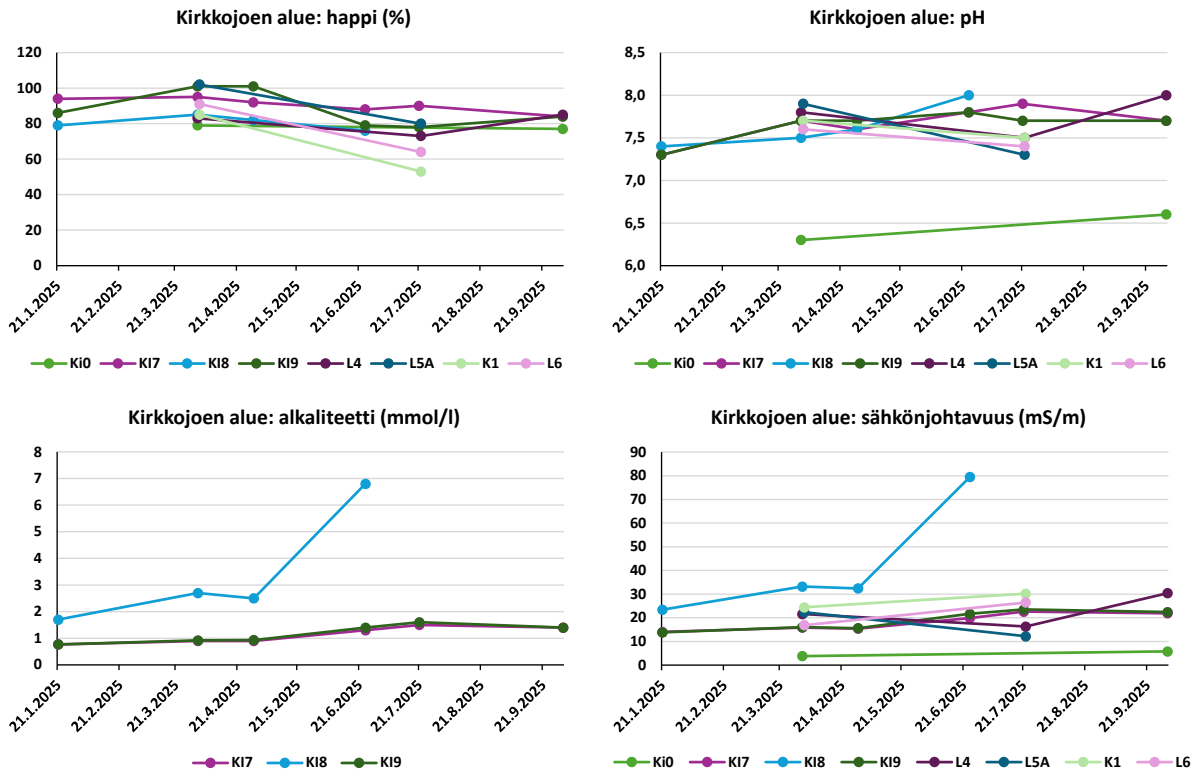 Kirkkojoen alue: happi (%)
120
100
80
60
40
20
0
21.1.2025 21.2.2025 21.3.2025 21.4.2025 21.5.2025 21.6.2025 21.7.2025 21.8.2025 21.9.2025
Ki0 KI7 KI8 KI9 L4 L5A K1 L6
Kirkkojoen alue: pH
8,5
8,0
7,5
7,0
6,5
6,0
21.1.2025 21.2.2025 21.3.2025 21.4.2025 21.5.2025 21.6.2025 21.7.2025 21.8.2025 21.9.2025
Ki0 KI7 KI8 KI9 L4 L5A K1 L6
Kirkkojoen alue: alkaliteetti (mmol/l)
8
7
6
5
4
3
2
1
0
21.1.2025 21.2.2025 21.3.2025 21.4.2025 21.5.2025 21.6.2025 21.7.2025 21.8.2025 21.9.2025
KI7 KI8 KI9
Kirkkojoen alue: sähkönjohtavuus (mS/m)
90
80
70
60
50
40
30
20
10
0
21.1.2025 21.2.2025 21.3.2025 21.4.2025 21.5.2025 21.6.2025 21.7.2025 21.8.2025 21.9.2025
Ki0 KI7 KI8 KI9 L4 L5A K1 L6